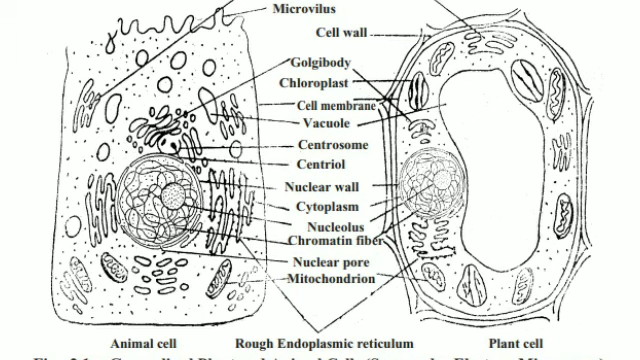 Microvilus
Cell wall
Golgibody
Chloroplast
Cell membrane
Vacuole
Centrosome
Centriol
Nuclear wall
Cytoplasm
Nucleolus
Chromatin fiber
Nuclear pore
Mitochondrion
Animal cell Rough Endoplasmic reticulum Plant cell